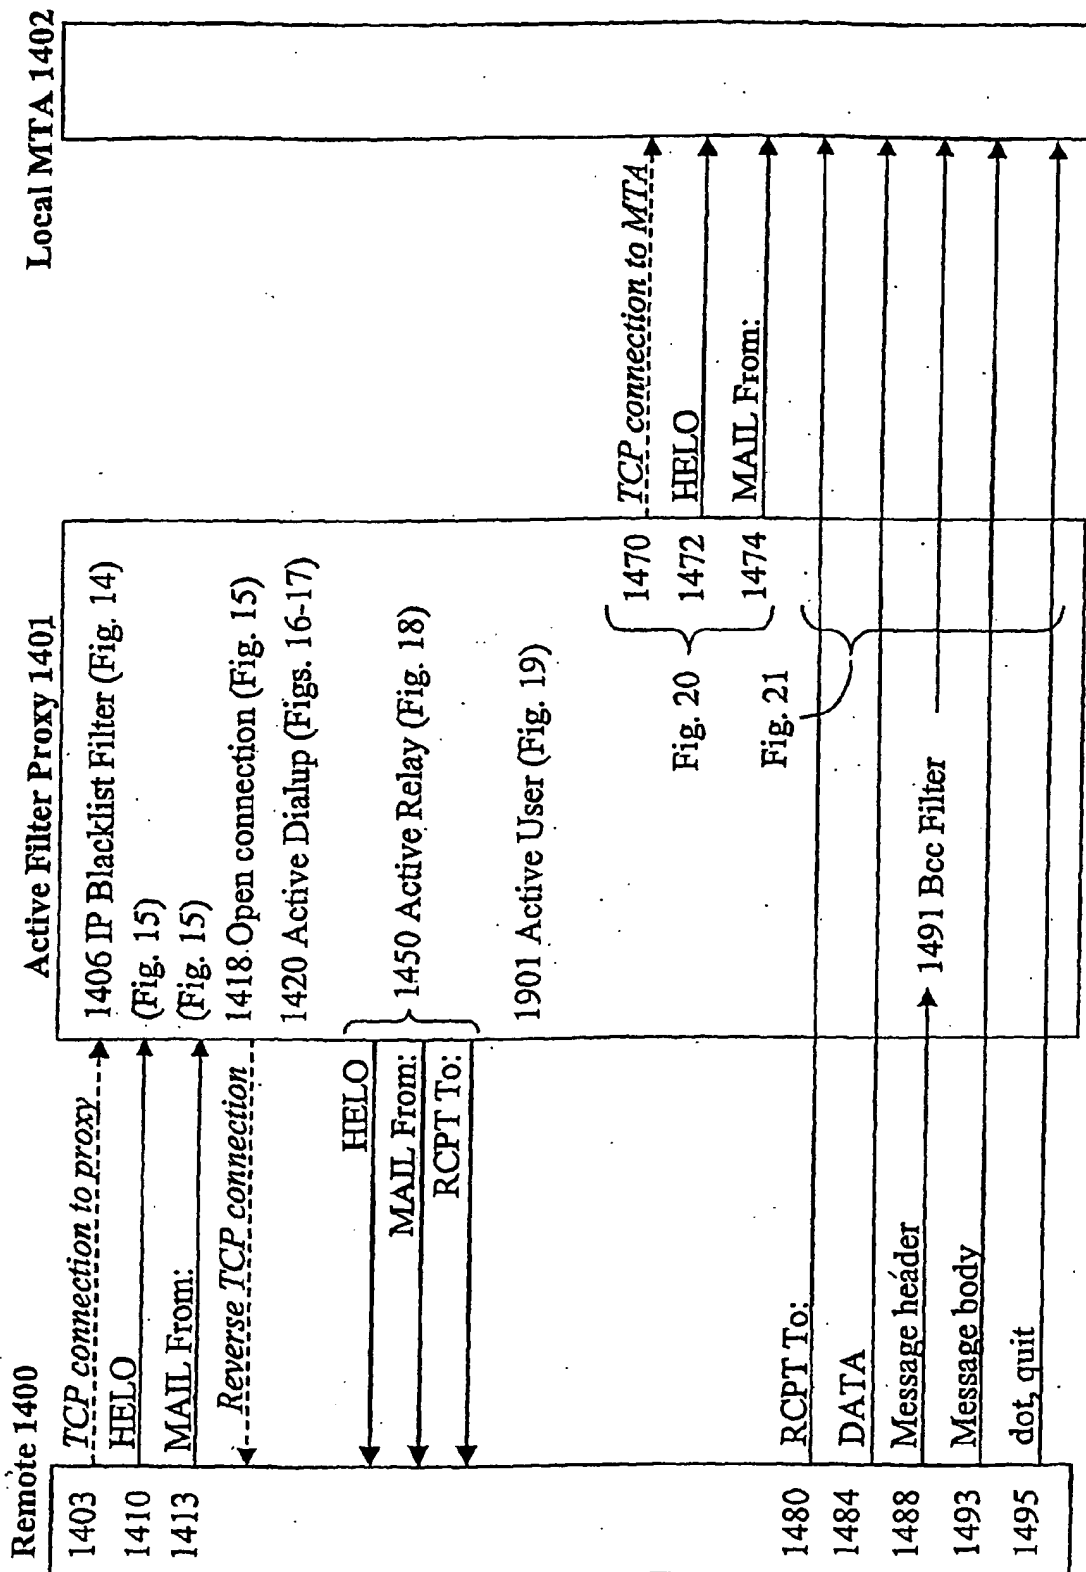 Remote 1400
Active Filter Proxy 1401
Local MTA 1402
1403
TCP connection to proxy
1406 IP Blacklist Filter (Fig. 14)
1410
HELO
(Fig. 15)
1413
MAIL From:
(Fig. 15)
Reverse TCP connection
1418 Open connection (Fig. 15)
1420 Active Dialup (Figs. 16-17)
HELO
MAIL From:
RCPT To:
1450 Active Relay (Fig. 18)
1901 Active User (Fig. 19)
Fig. 20
1470
TCP connection to MTA
1472
HELO
1474
MAIL From:
Fig. 21
1480
RCPT To:
1484
DATA
1488
Message header
1491 Bcc Filter
1493
Message body
1495
dot, quit